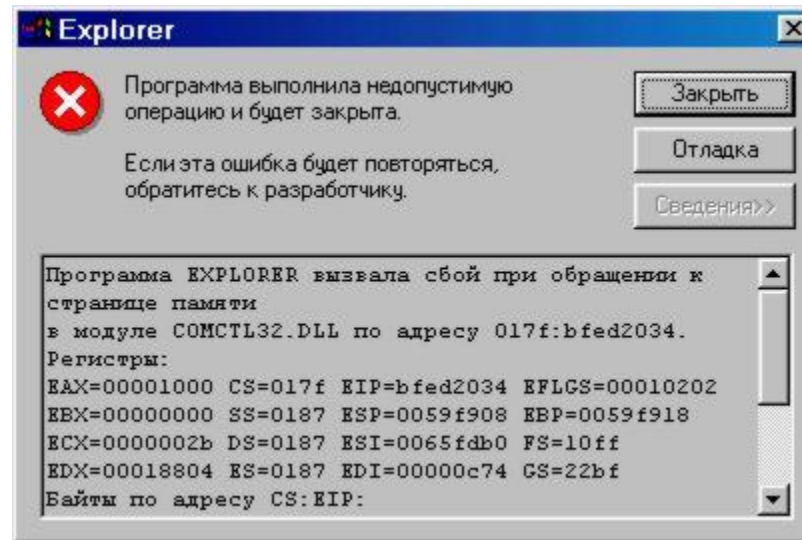 Explorer
Программа выполнила недопустимую
операцию и будет закрыта.
Если эта ошибка будет повторяться,
обратитесь к разработчику.
Закрыть
Отладка
Сведения>>
Программа EXPLORER вызвала сбой при обращении к
странице памяти
в модуле COMCTL32.DLL по адресу 017f:bfed2034.
Регистры:
EAX=00001000 CS=017f EIP=bfed2034 EFLGS=00010202
EBX=00000000 SS=0187 ESP=0059f908 EBP=0059f918
ECX=0000002b DS=0187 ESI=0065fdb0 FS=10ff
EDX=00018804 ES=0187 EDI=00000c74 GS=22bf
Байты по адресу CS:EIP: